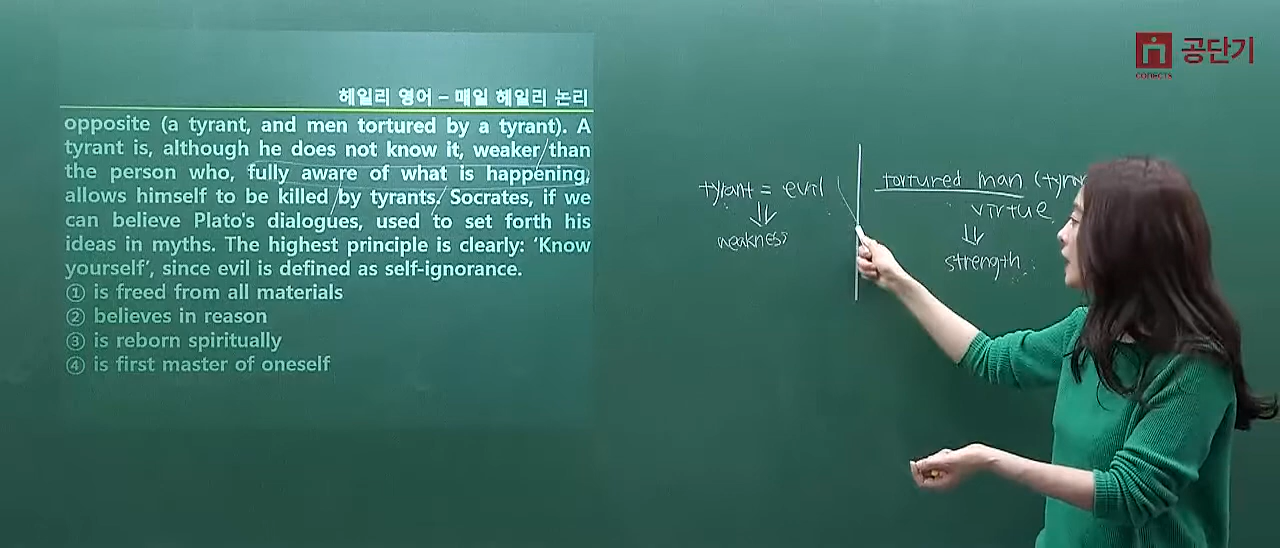 공단기
CONECTS
헤일리 영어 – 매일 헤일리 논리
opposite (a tyrant, and men tortured by a tyrant). A
tyrant is, although he does not know it, weaker than
the person who, fully aware of what is happening,
allows himself to be killed by tyrants. Socrates, if we
can believe Plato's dialogues, used to set forth his
ideas in myths. The highest principle is clearly: ‘Know
yourself’, since evil is defined as self-ignorance.
① is freed from all materials
② believes in reason
③ is reborn spiritually
④ is first master of oneself
tyrant = evil
weakness
tortured man
virtue
strength